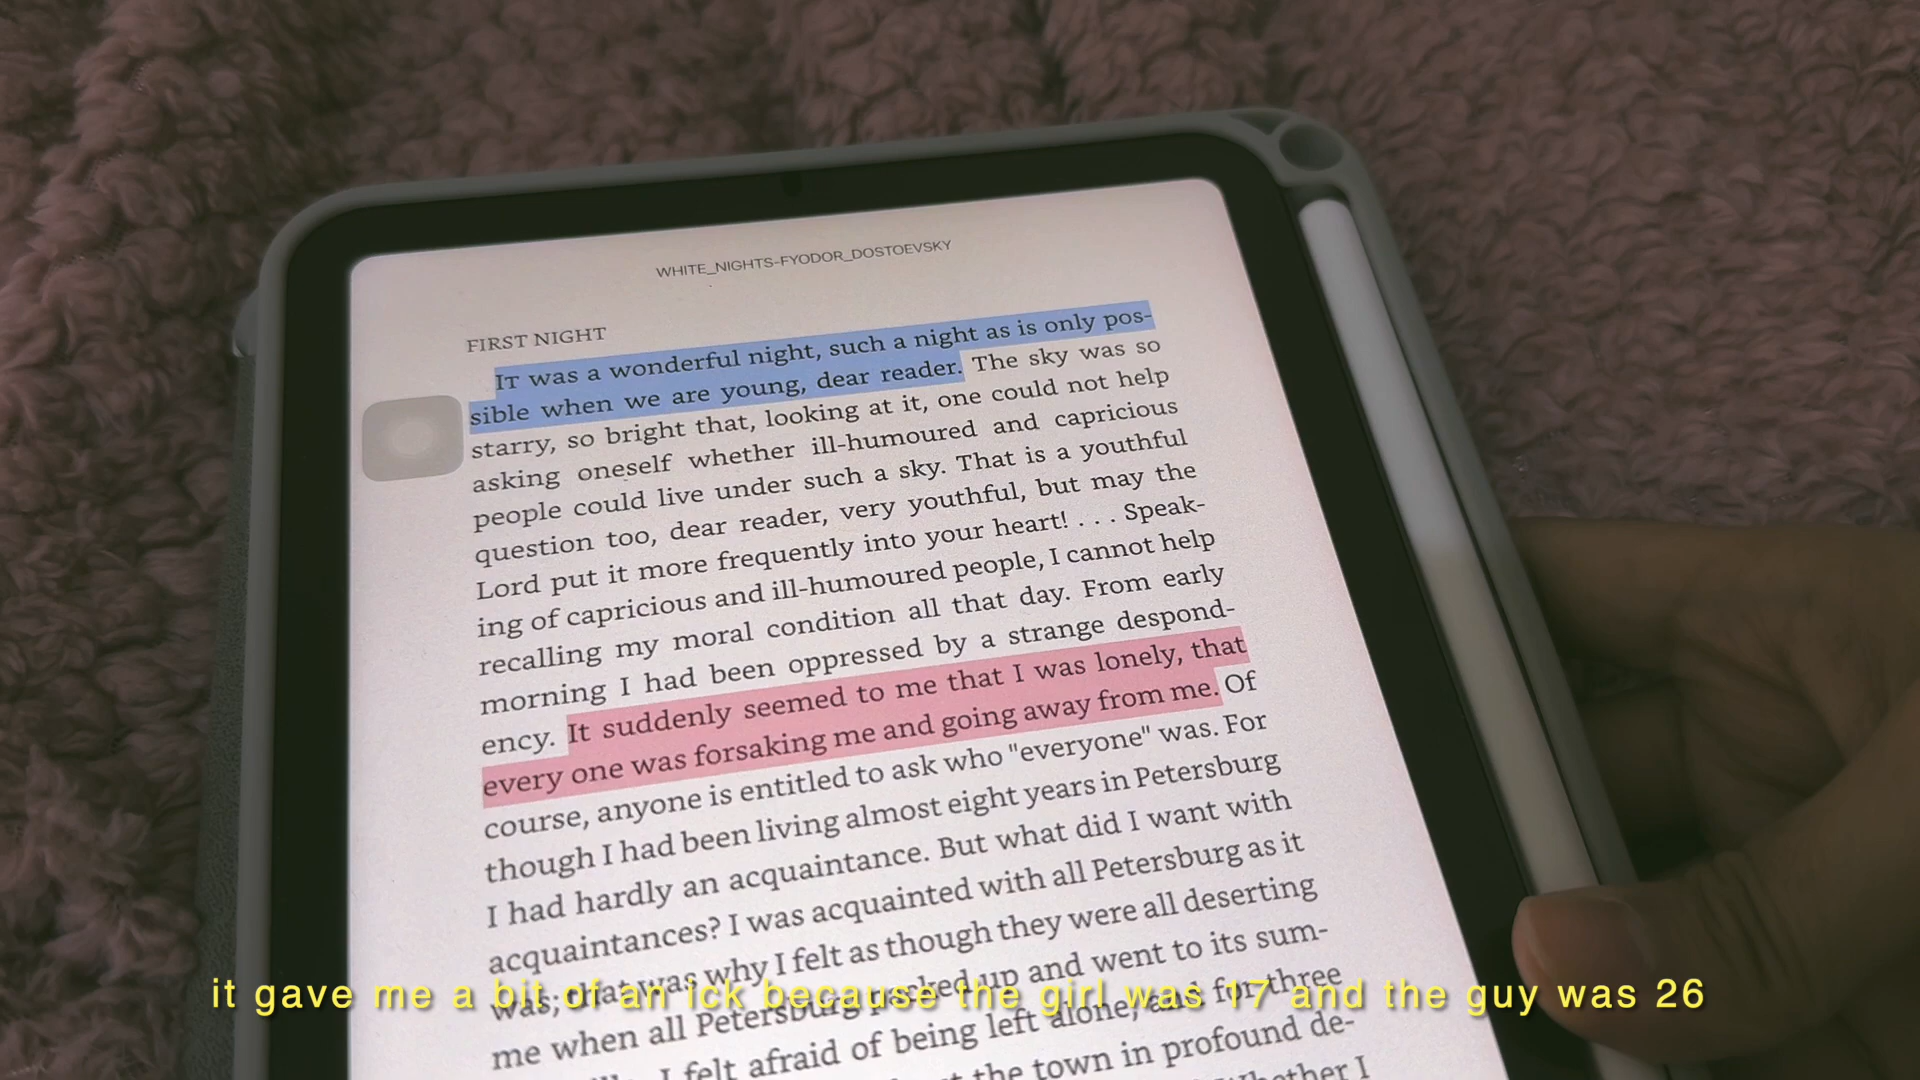 WHITE_NIGHTS-FYODOR_DOSTOEVSKY
FIRST NIGHT
IT was a wonderful night, such a night as is only pos-
sible when we are young, dear reader. The sky was so
starry, so bright that, looking at it, one could not help
asking oneself whether ill-humoured and capricious
people could live under such a sky. That is a youthful
question too, dear reader, very youthful, but may the
Lord put it more frequently into your heart! . . . Speak-
ing of capricious and ill-humoured people, I cannot help
recalling my moral condition all that day. From early
morning I had been oppressed by a strange despond-
ency. It suddenly seemed to me that I was lonely, that
every one was forsaking me and going away from me. Of
course, anyone is entitled to ask who "everyone" was. For
though I had been living almost eight years in Petersburg
I had hardly an acquaintance. But what did I want with
acquaintances? I was acquainted with all Petersburg as it
was; that was why I felt as though they were all deserting
me when all Petersburg packed up and went to its sum-
I felt afraid of being left alone, and for three
the town in profound de-
Whether I
it gave me a bit of an ick because the girl was 17 and the guy was 26